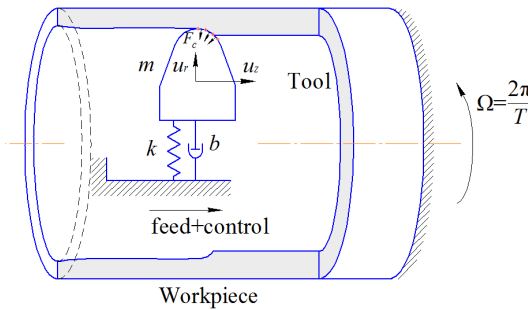 F_c
m
u_r
u_z
Tool
Ω=2π/T
k
b
feed+control
Workpiece